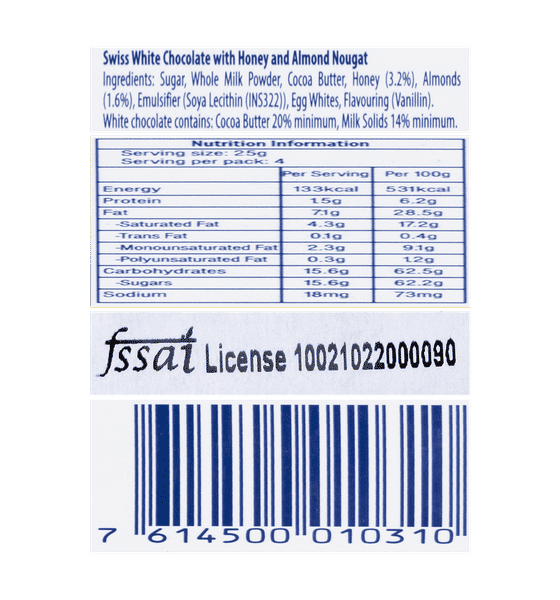 Swiss White Chocolate with Honey and Almond Nougat
Ingredients: Sugar, Whole Milk Powder, Cocoa Butter, Honey (3.2%), Almonds
(1.6%), Emulsifier (Soya Lecithin (INS322)), Egg Whites, Flavouring (Vanillin).
White chocolate contains: Cocoa Butter 20% minimum, Milk Solids 14% minimum.
Nutrition Information
Serving size: 25g
Serving per pack: 4
Per Serving Per 100g
Energy 133kcal 531kcal
Protein 1.5g 6.2g
Fat 7.1g 28.5g
-Saturated Fat 4.3g 17.2g
-Trans Fat 0.1g 0.4g
-Monounsaturated Fat 2.3g 9.1g
-Polyunsaturated Fat 0.3g 1.2g
Carbohydrates 15.6g 62.5g
-Sugars 15.6g 62.2g
Sodium 18mg 73mg
fssai License 10021022000090
7 614500 010310